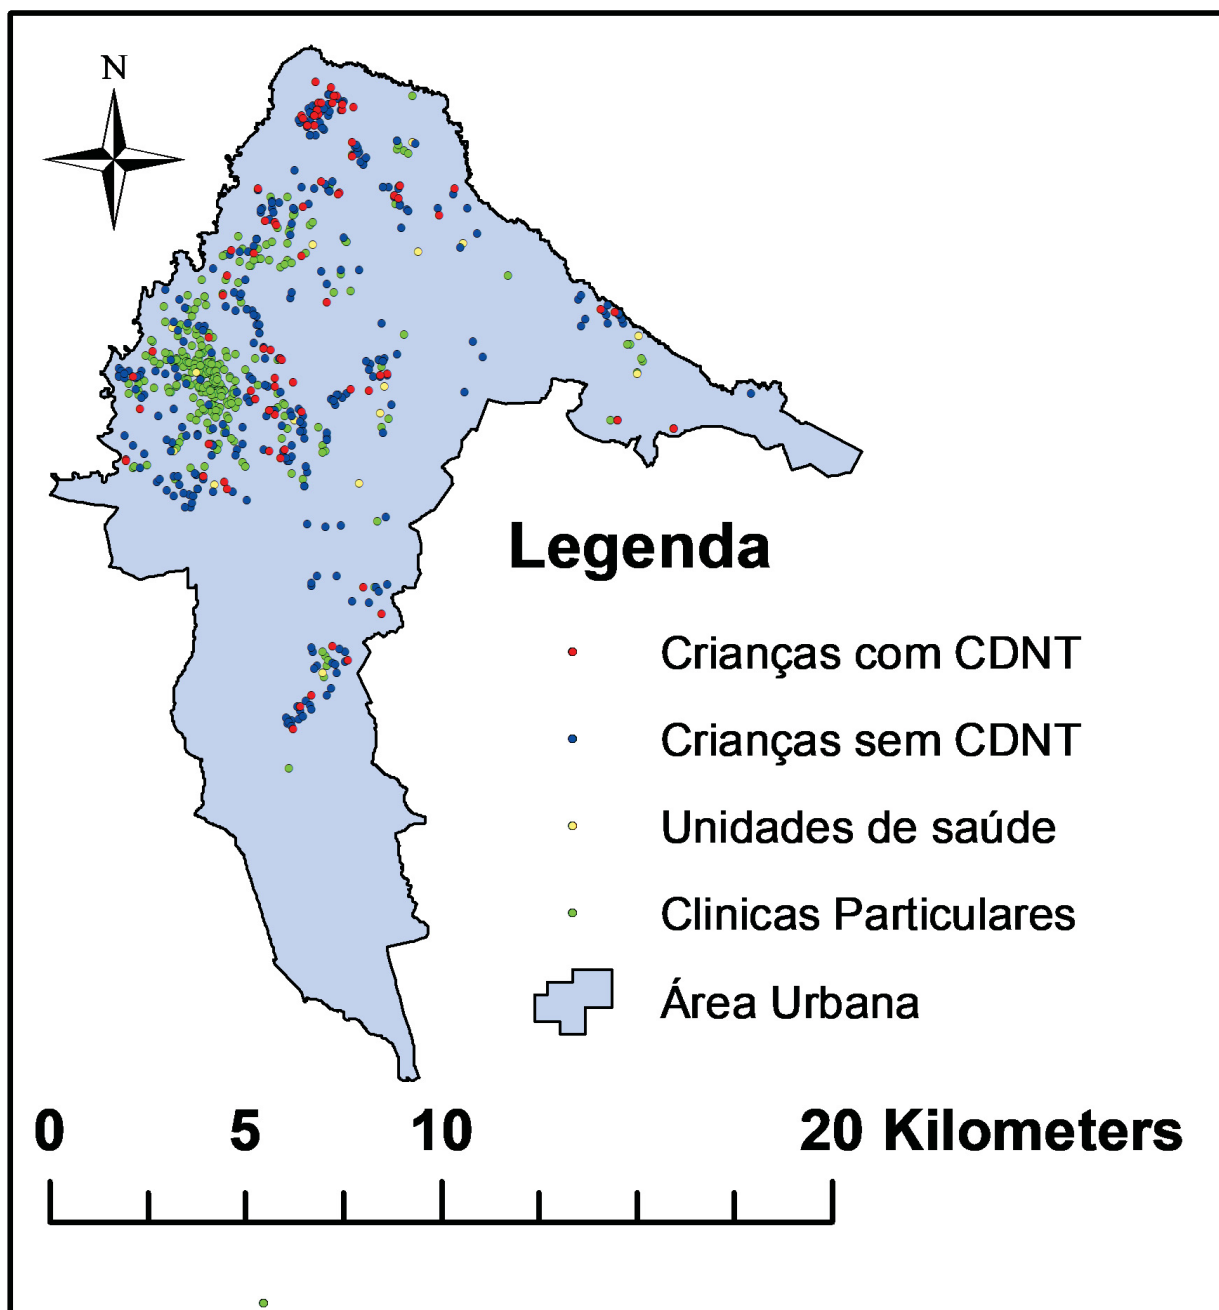 N
Legenda
Crianças com CDNT
Crianças sem CDNT
Unidades de saúde
Clinicas Particulares
Área Urbana
0 5 10 20 Kilometers